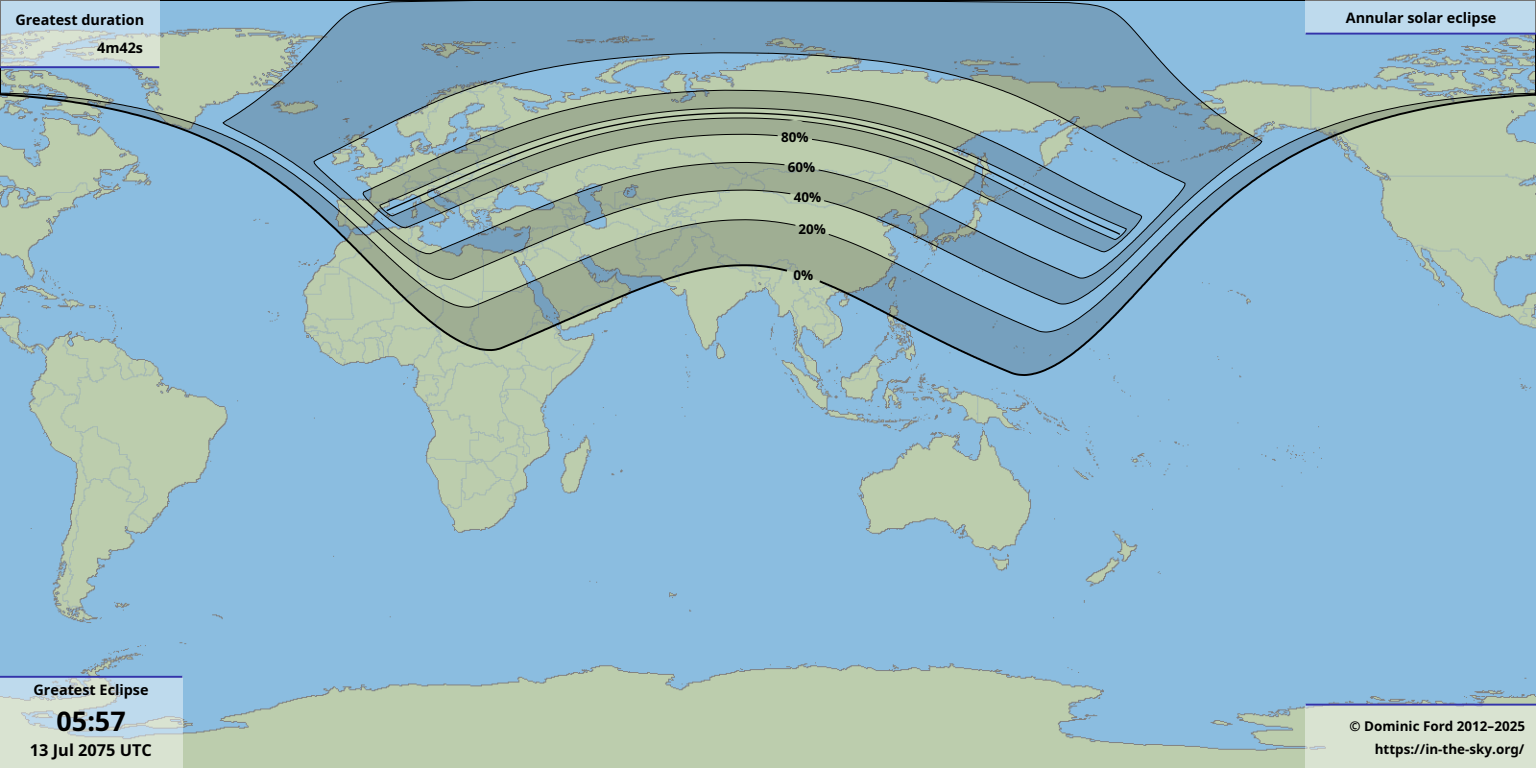 Greatest duration
4m42s
Annular solar eclipse
80%
60%
40%
20%
0%
Greatest Eclipse
05:57
13 Jul 2075 UTC
© Dominic Ford 2012–2025
https://in-the-sky.org/